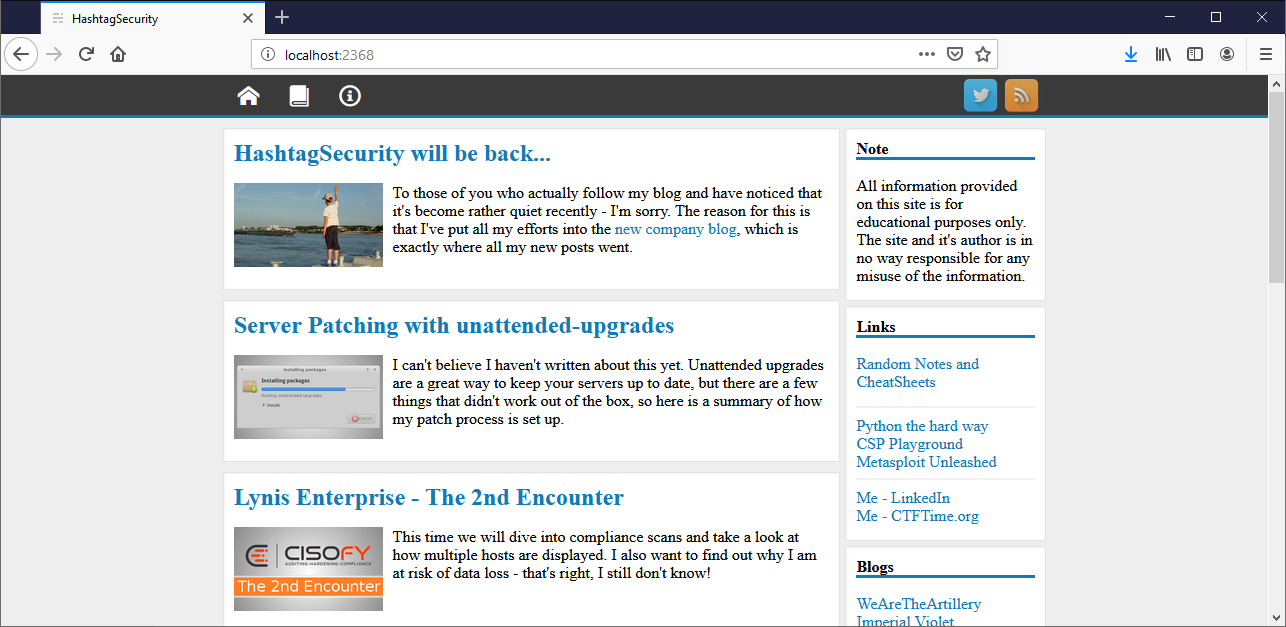 HashtagSecurity
localhost:2368
HashtagSecurity will be back...
To those of you who actually follow my blog and have noticed that
it's become rather quiet recently - I'm sorry. The reason for this is
that I've put all my efforts into the new company blog, which is
exactly where all my new posts went.
Server Patching with unattended-upgrades
Installing packages
Installing packages
Running unattended-upgrades
Details
Cancel
I can't believe I haven't written about this yet. Unattended upgrades
are a great way to keep your servers up to date, but there are a few
things that didn't work out of the box, so here is a summary of how
my patch process is set up.
Lynis Enterprise - The 2nd Encounter
CISOFY
AUDITING•HARDENING•COMPLIANCE
The 2nd Encounter
This time we will dive into compliance scans and take a look at
how multiple hosts are displayed. I also want to find out why I am
at risk of data loss - that's right, I still don't know!
Note
All information provided
on this site is for
educational purposes only.
The site and it's author is in
no way responsible for any
misuse of the information.
Links
Random Notes and
CheatSheets
Python the hard way
CSP Playground
Metasploit Unleashed
Me - LinkedIn
Me - CTFTime.org
Blogs
WeAreTheArtillery
Imperial Violet